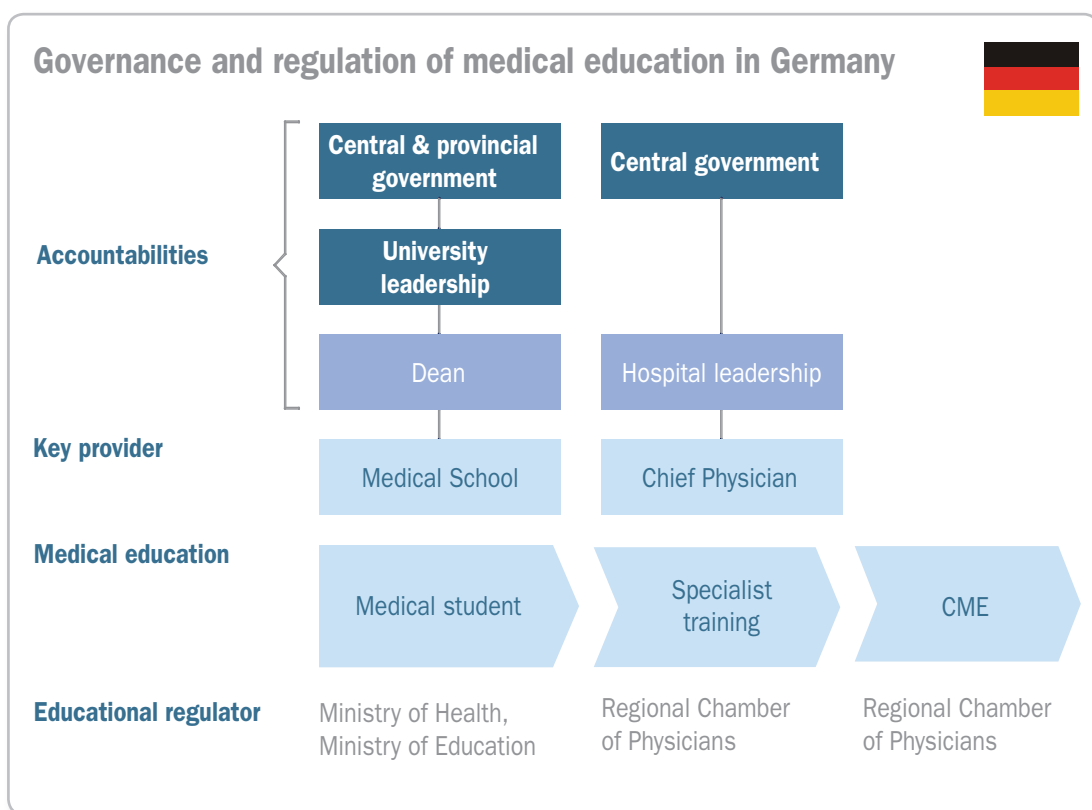 Governance and regulation of medical education in Germany
Central & provincial
government
Central government
Accountabilities
University
leadership
Dean
Hospital leadership
Key provider
Medical School
Chief Physician
Medical education
Medical student
Specialist
training
CME
Educational regulator
Ministry of Health,
Ministry of Education
Regional Chamber
of Physicians
Regional Chamber
of Physicians